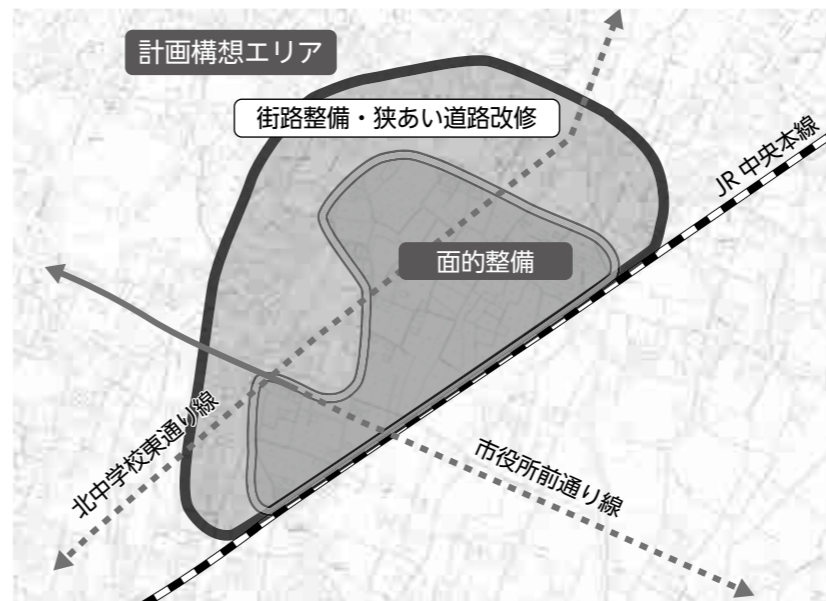 計画構想エリア
街路整備・狭あい道路改修
JR 中央本線
面的整備
北中学校東通り線
市役所前通り線